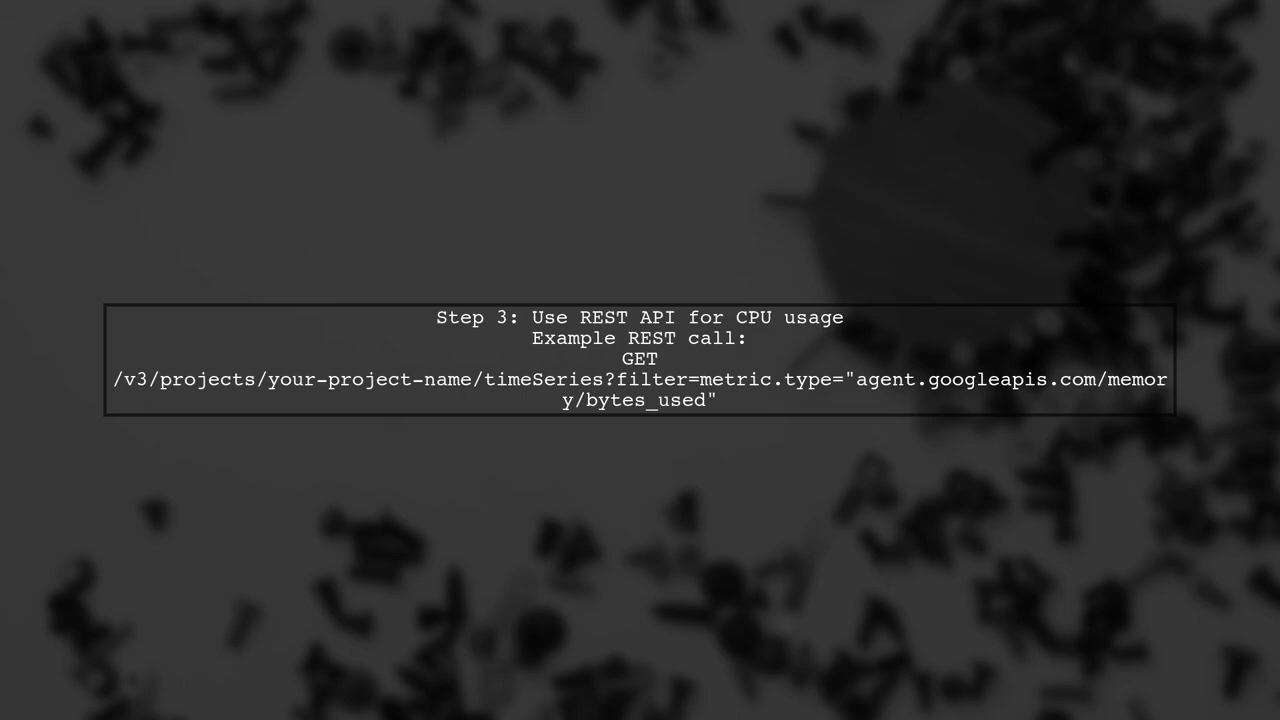 Step 3: Use REST API for CPU usage
Example REST call:
GET
/v3/projects/your-project-name/timeSeries?filter=metric.type="agent.googleapis.com/memor
y/bytes_used"